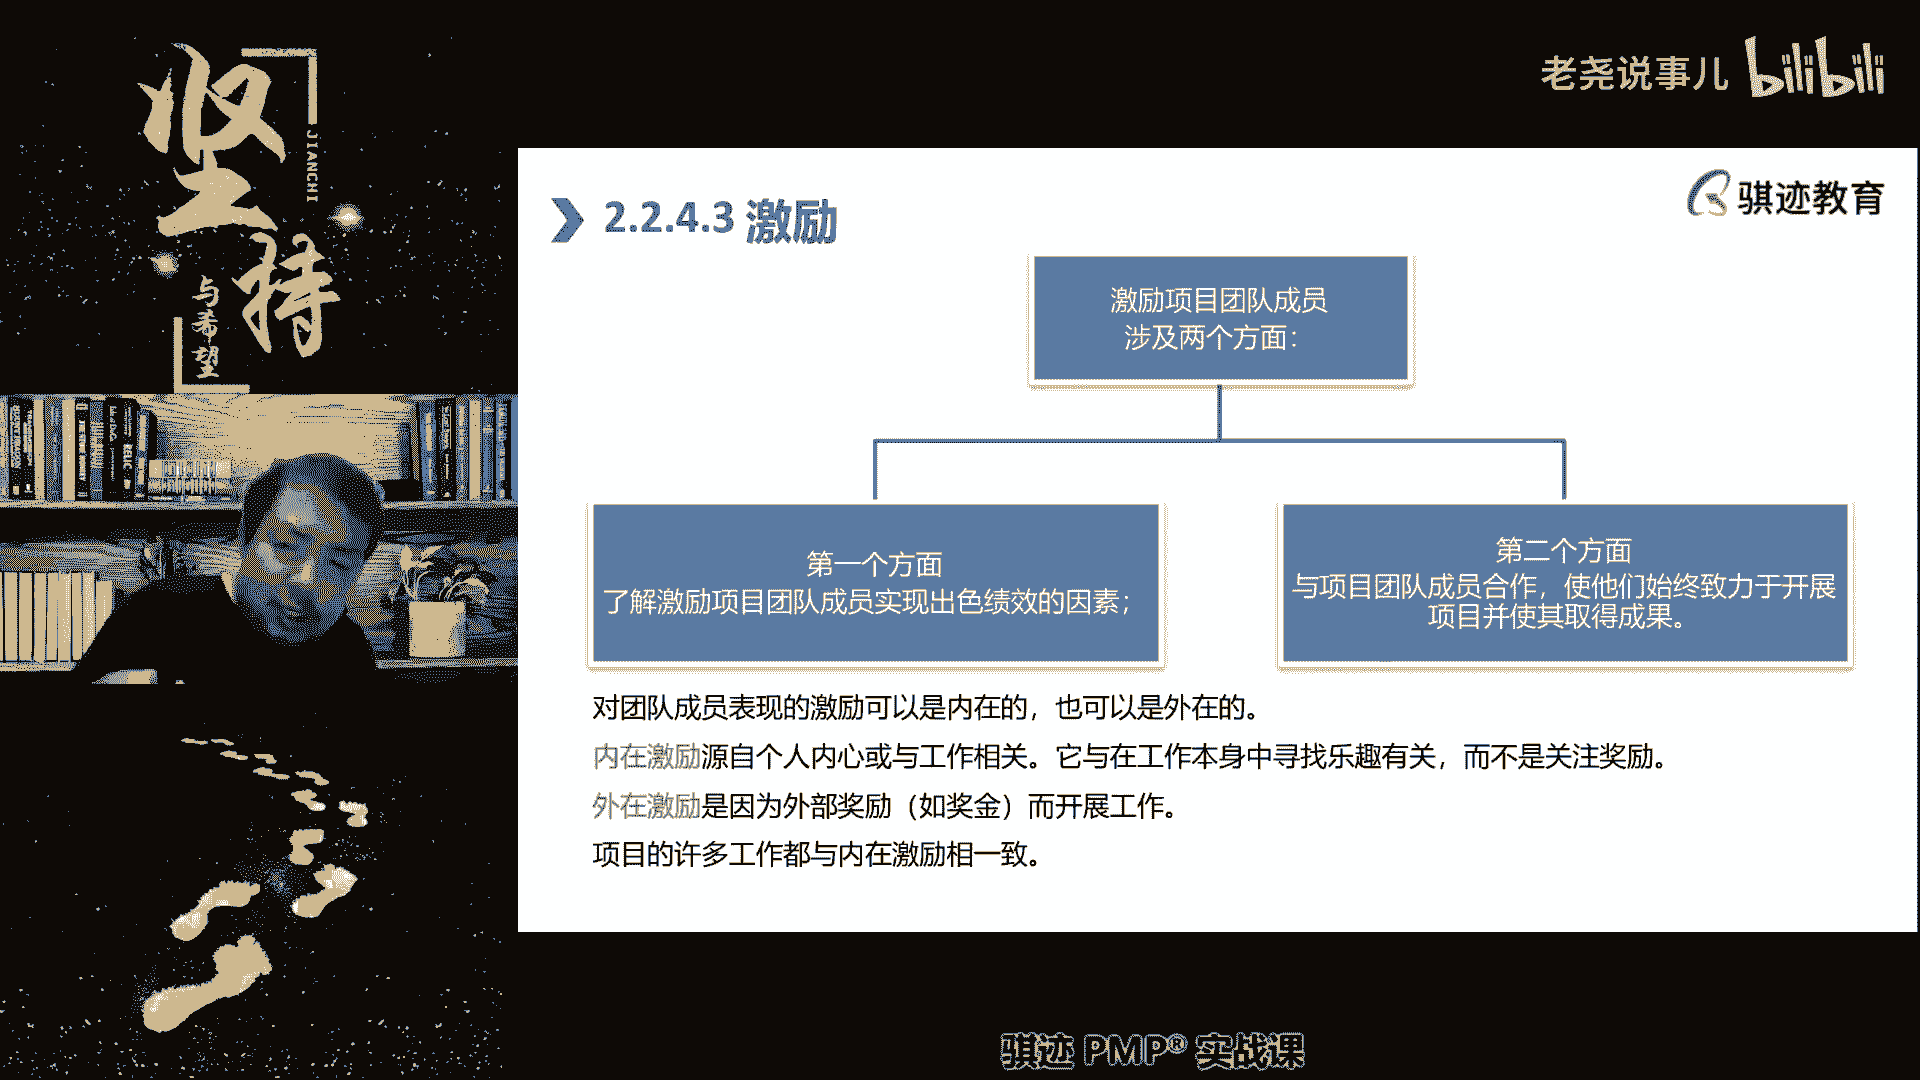 坚持
JIANCHI
与希望
老尧说事儿 bilibili
骐迹教育
2.2.4.3 激励
激励项目团队成员
涉及两个方面：
第一个方面
了解激励项目团队成员实现出色绩效的因素；
第二个方面
与项目团队成员合作，使他们始终致力于开展
项目并使其取得成果。
对团队成员表现的激励可以是内在的，也可以是外在的。
内在激励源自个人内心或与工作相关。它与在工作本身中寻找乐趣有关，而不是关注奖励。
外在激励是因为外部奖励（如奖金）而开展工作。
项目的许多工作都与内在激励相一致。
骐迹 PMP® 实战课